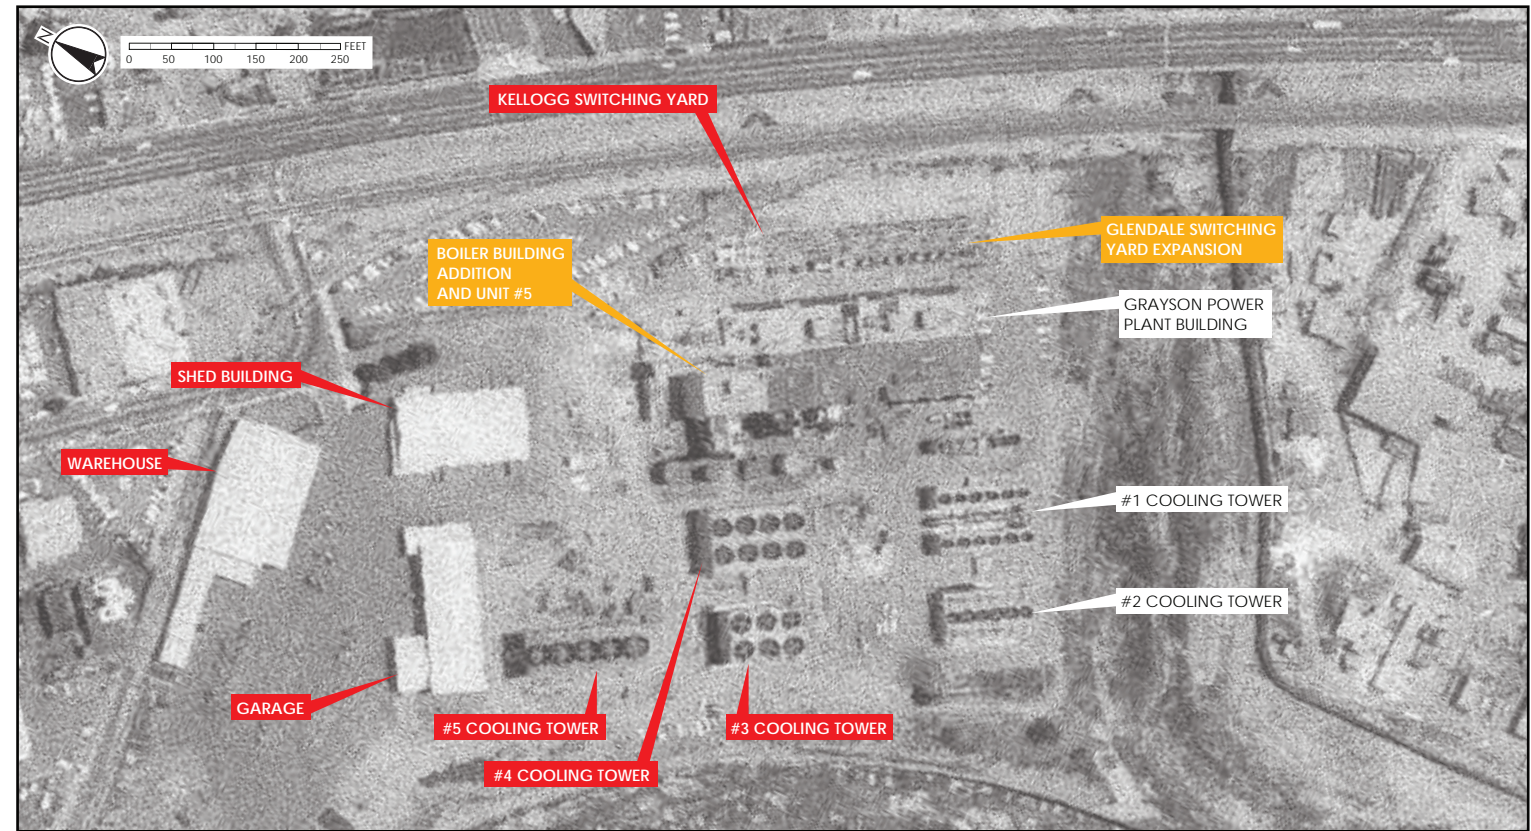 N
FEET
0 50 100 150 200 250
KELLOGG SWITCHING YARD
GLENDALE SWITCHING
YARD EXPANSION
BOILER BUILDING
ADDITION
AND UNIT #5
GRAYSON POWER
PLANT BUILDING
SHED BUILDING
WAREHOUSE
#1 COOLING TOWER
#2 COOLING TOWER
GARAGE
#5 COOLING TOWER
#3 COOLING TOWER
#4 COOLING TOWER